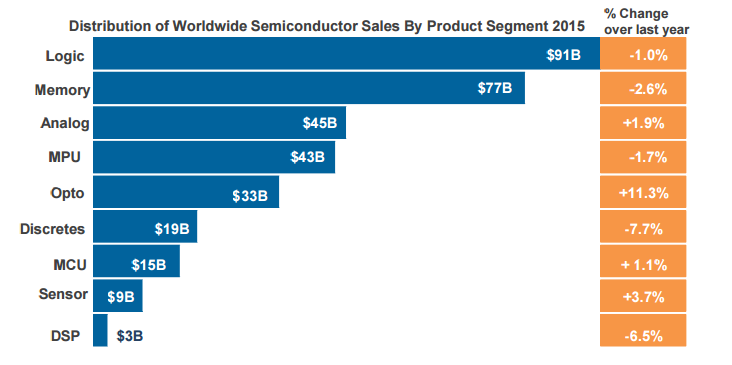 Distribution of Worldwide Semiconductor Sales By Product Segment 2015
% Change
over last year
Logic $91B -1.0%
Memory $77B -2.6%
Analog $45B +1.9%
MPU $43B -1.7%
Opto $33B +11.3%
Discretes $19B -7.7%
MCU $15B + 1.1%
Sensor $9B +3.7%
DSP $3B -6.5%